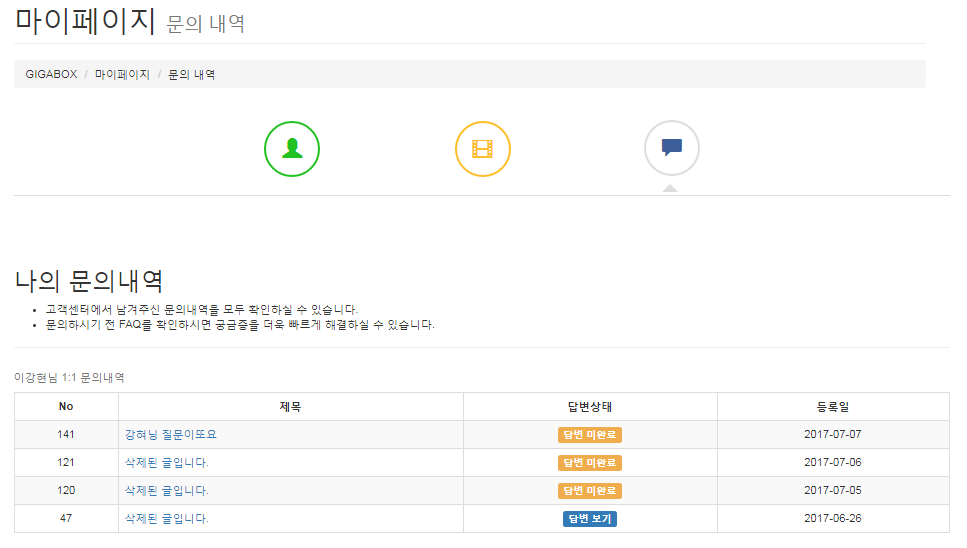 마이페이지 문의 내역
GIGABOX / 마이페이지 / 문의 내역
나의 문의내역
고객센터에서 남겨주신 문의내역을 모두 확인하실 수 있습니다.
문의하시기 전 FAQ를 확인하시면 궁금증을 더욱 빠르게 해결하실 수 있습니다.
이강현님 1:1 문의내역
No 제목 답변상태 등록일
141 강혀닝 질문이또요 답변 미완료 2017-07-07
121 삭제된 글입니다. 답변 미완료 2017-07-06
120 삭제된 글입니다. 답변 미완료 2017-07-05
47 삭제된 글입니다. 답변 보기 2017-06-26